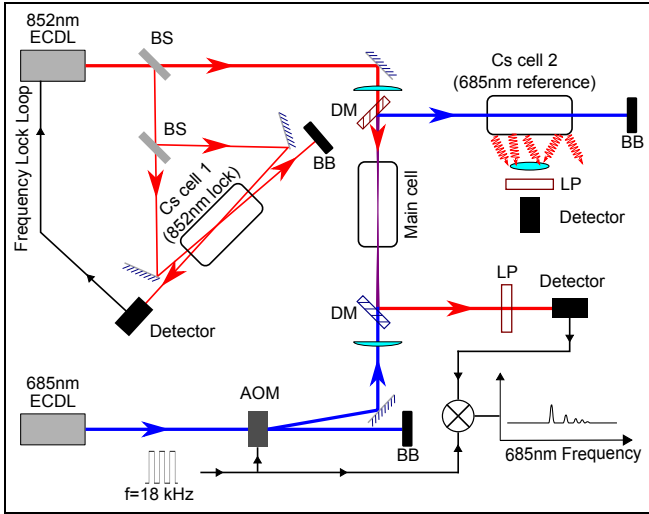 852nm
ECDL
BS
Cs cell 2
(685nm reference)
DM
BS
BB
BB
Frequency Lock Loop
Cs cell 1
(852nm lock)
LP
Main cell
Detector
LP
Detector
DM
Detector
685nm
ECDL
AOM
BB
685nm Frequency
f=18 kHz